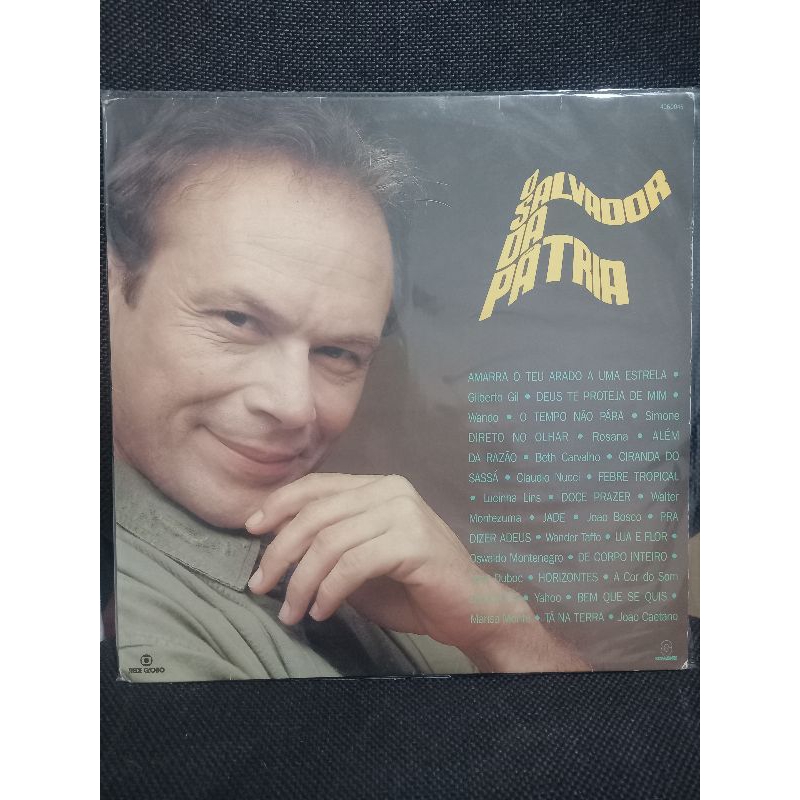 O SALVADOR
DA
PATRIA
AMARRA O TEU ARADO A UMA ESTRELA •
Gilberto Gil • DEUS TE PROTEJA DE MIM •
Wando • O TEMPO NÃO PÁRA • Simone
DIRETO NO OLHAR • Rosana • ALÉM
DA RAZÃO • Beth Carvalho • CIRANDA DO
SASSÁ • Claudio Nucci • FEBRE TROPICAL
• Lucinha Lins • DOCE PRAZER • Walter
Montezuma • JADE • João Bosco • PRA
DIZER ADEUS • Wander Taffo • LUA E FLOR •
Oswaldo Montenegro • DE CORPO INTEIRO •
Duboc • HORIZONTES • A Cor do Som
• Yahoo • BEM QUE SE QUIS •
Marisa Monte • TÁ NA TERRA • João Caetano
REDE GLOBO